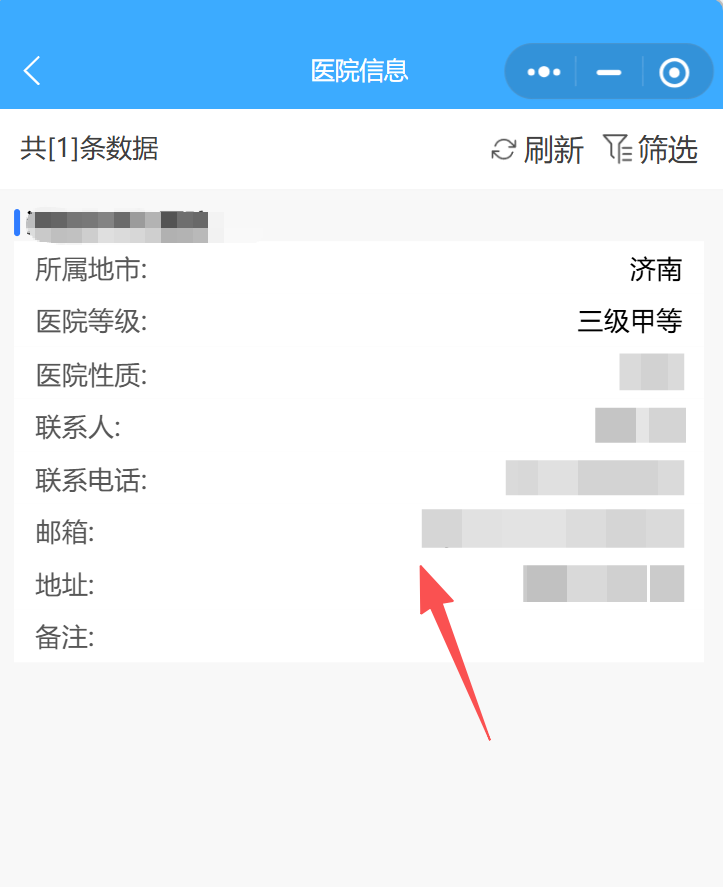 医院信息
共[1]条数据 刷新 筛选
所属地市: 济南
医院等级: 三级甲等
医院性质:
联系人:
联系电话:
邮箱:
地址:
备注: